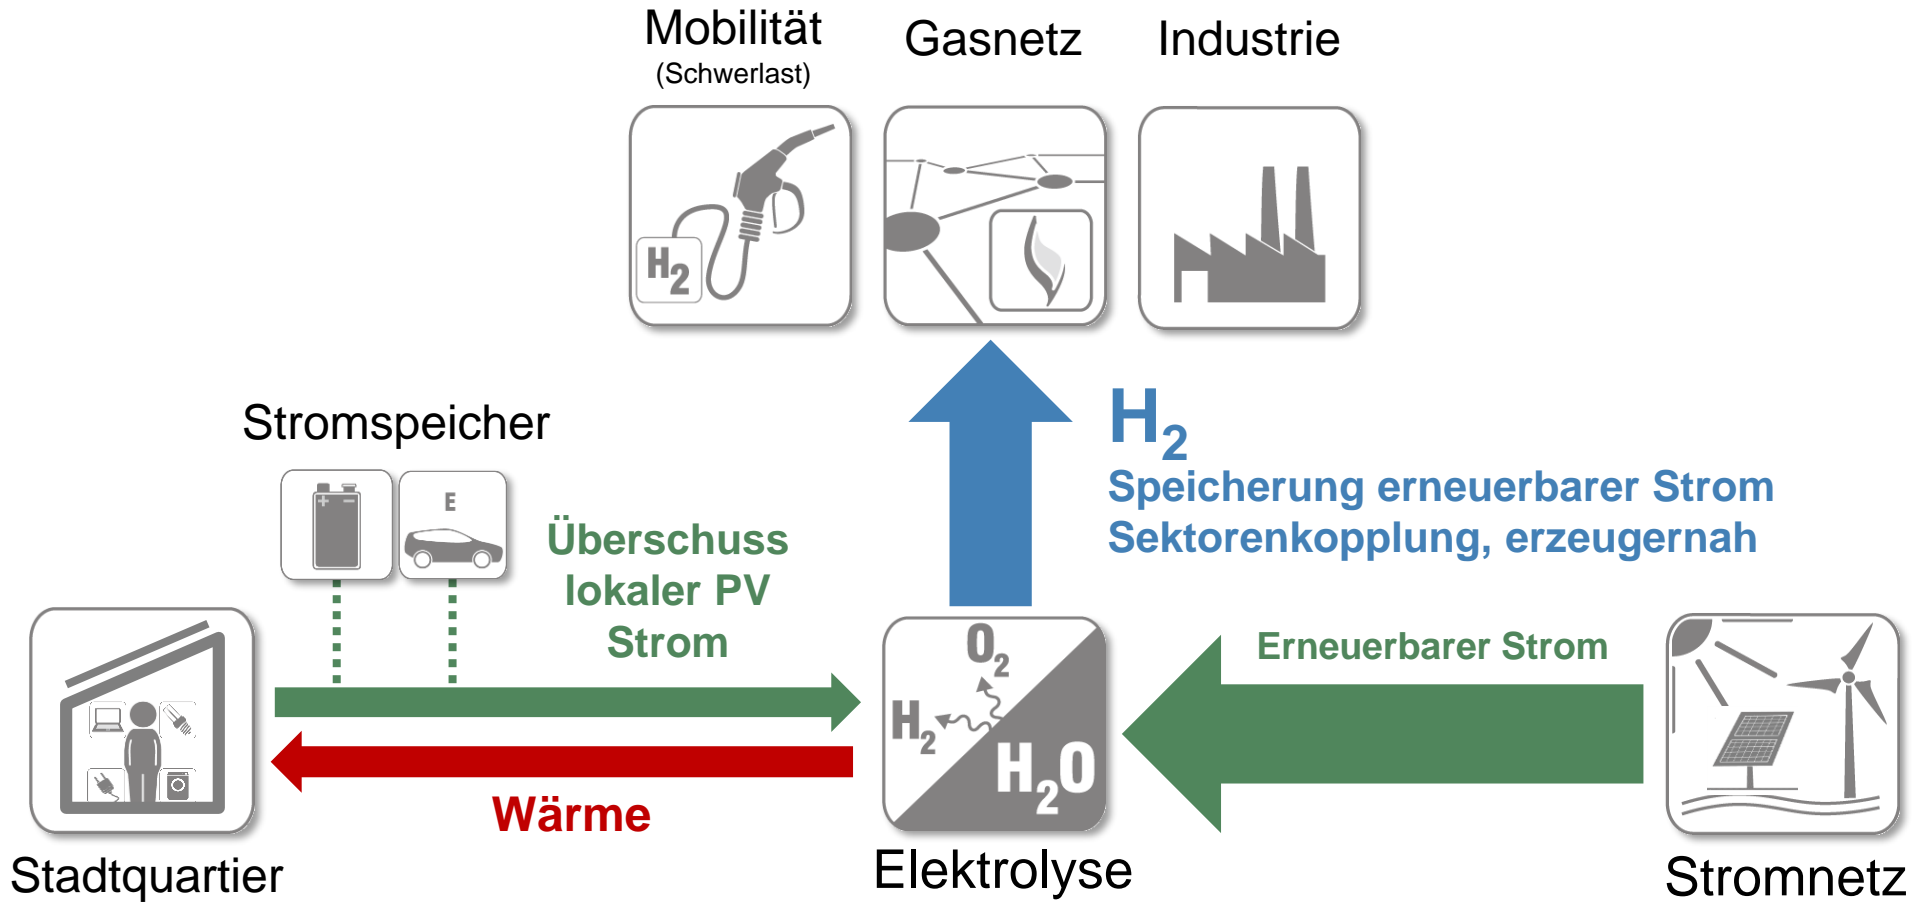 Mobilität
(Schwerlast)
Gasnetz
Industrie
H2
H2
Speicherung erneuerbarer Strom
Sektorenkopplung, erzeugernah
Stromspeicher
+ −
E
Überschuss
lokaler PV
Strom
Erneuerbarer Strom
O2
H2
H2O
Wärme
Stadtquartier
Elektrolyse
Stromnetz